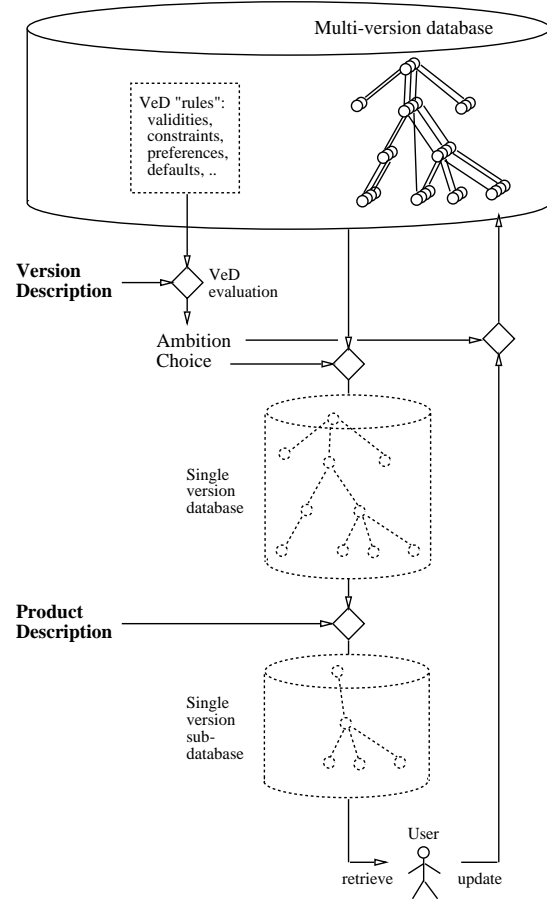 Multi-version database
VeD "rules":
validities,
constraints,
preferences,
defaults, ..
Version
Description
VeD
evaluation
Ambition
Choice
Single
version
database
Product
Description
Single
version
sub-
database
User
retrieve
update